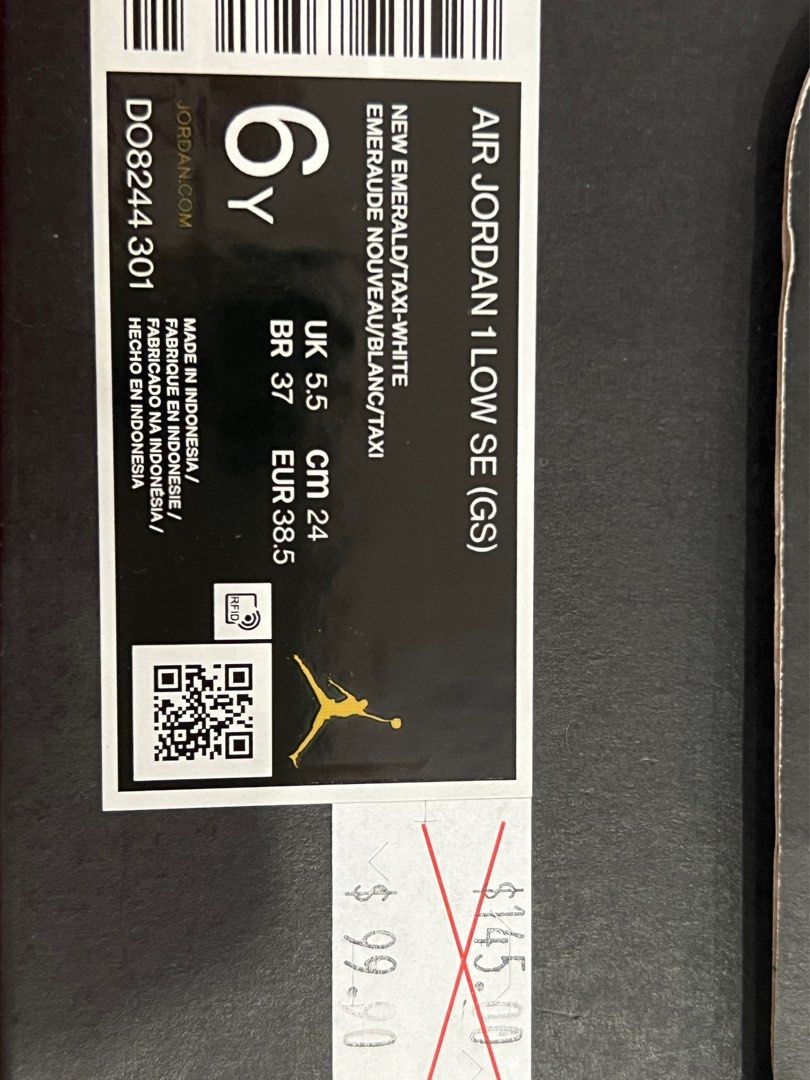 AIR JORDAN 1 LOW SE (GS)
NEW EMERALD/TAXI-WHITE
EMERAUDE NOUVEAU/BLANC/TAXI
6Y
UK 5.5 cm 24
BR 37 EUR 38.5
JORDAN.COM
DO8244 301
MADE IN INDONESIA/
FABRIQUE EN INDONESIE/
FABRICADO NA INDONÉSIA/
HECHO EN INDONESIA
RFID
$145.00
$99.90